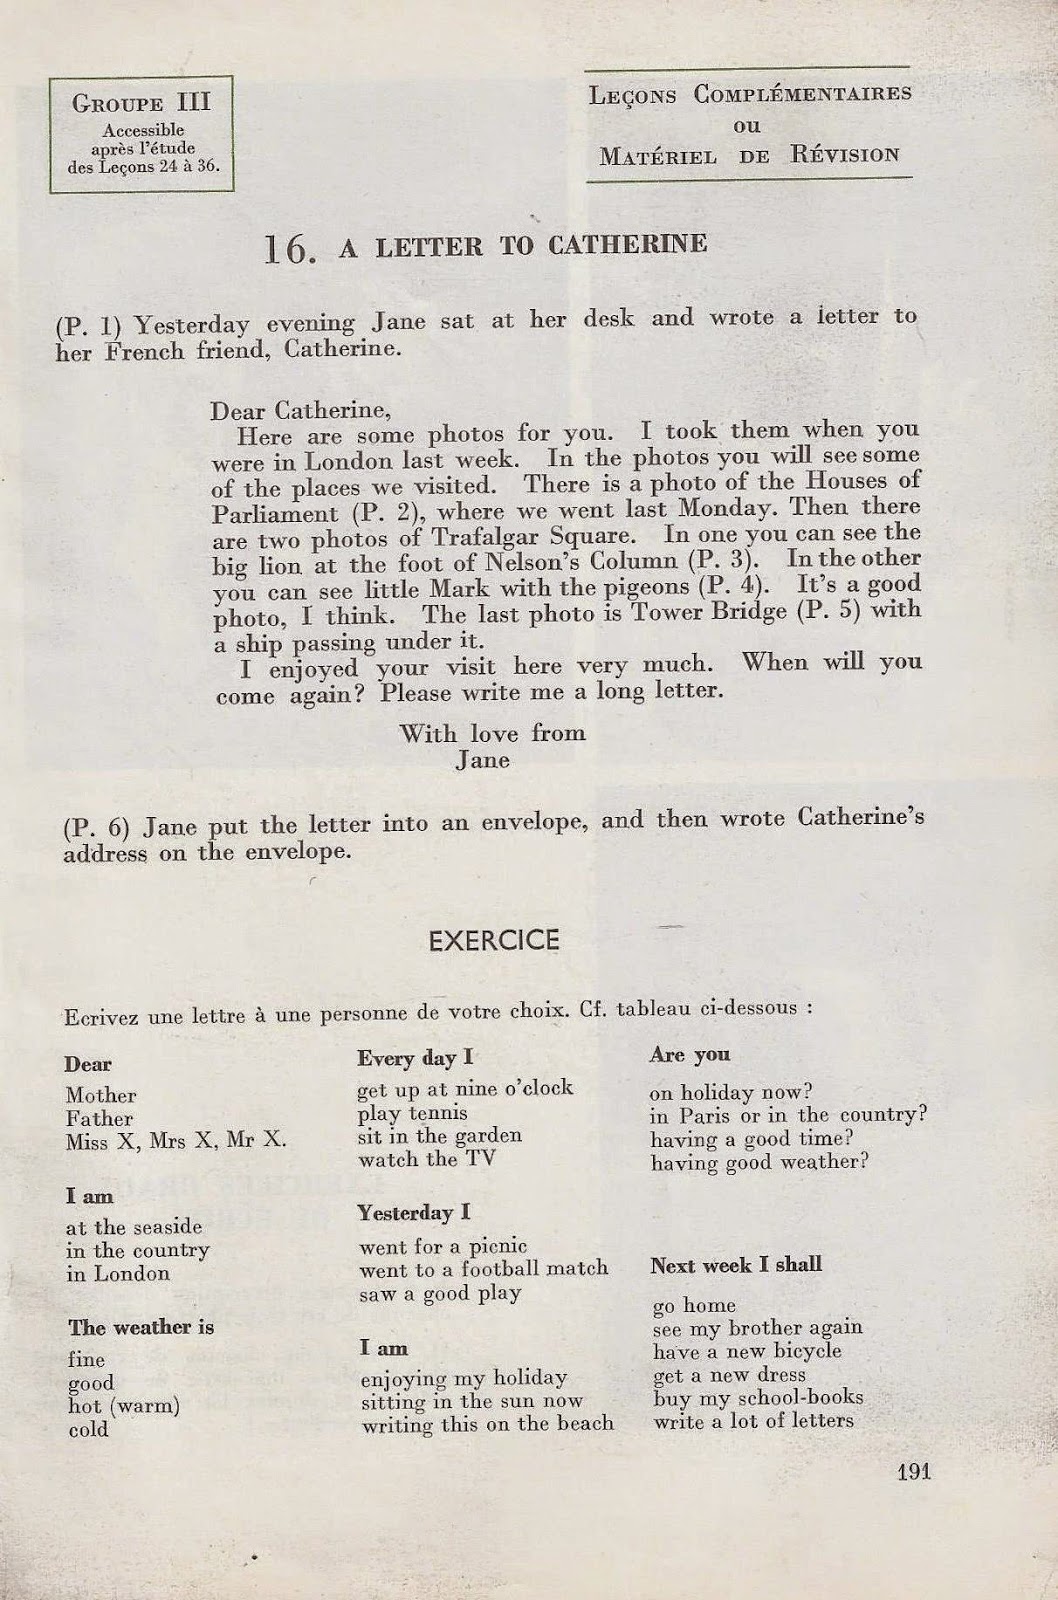 GROUPE III
Accessible
après l'étude
des Leçons 24 à 36.
LEÇONS COMPLÉMENTAIRES
OU
MATÉRIEL DE RÉVISION
16. A LETTER TO CATHERINE
(P. 1) Yesterday evening Jane sat at her desk and wrote a letter to
her French friend, Catherine.
Dear Catherine,
Here are some photos for you. I took them when you
were in London last week. In the photos you will see some
of the places we visited. There is a photo of the Houses of
Parliament (P. 2), where we went last Monday. Then there
are two photos of Trafalgar Square. In one you can see the
big lion at the foot of Nelson's Column (P. 3). In the other
you can see little Mark with the pigeons (P. 4). It's a good
photo, I think. The last photo is Tower Bridge (P. 5) with
a ship passing under it.
I enjoyed your visit here very much. When will you
come again? Please write me a long letter.
With love from
Jane
(P. 6) Jane put the letter into an envelope, and then wrote Catherine's
address on the envelope.
EXERCICE
Ecrivez une lettre à une personne de votre choix. Cf. tableau ci-dessous :
Dear
Mother
Father
Miss X, Mrs X, Mr X.
I am
at the seaside
in the country
in London
The weather is
fine
good
hot (warm)
cold
Every day I
get up at nine o'clock
play tennis
sit in the garden
watch the TV
Yesterday I
went for a picnic
went to a football match
saw a good play
I am
enjoying my holiday
sitting in the sun now
writing this on the beach
Are you
on holiday now?
in Paris or in the country?
having a good time?
having good weather?
Next week I shall
go home
see my brother again
have a new bicycle
get a new dress
buy my school-books
write a lot of letters
191